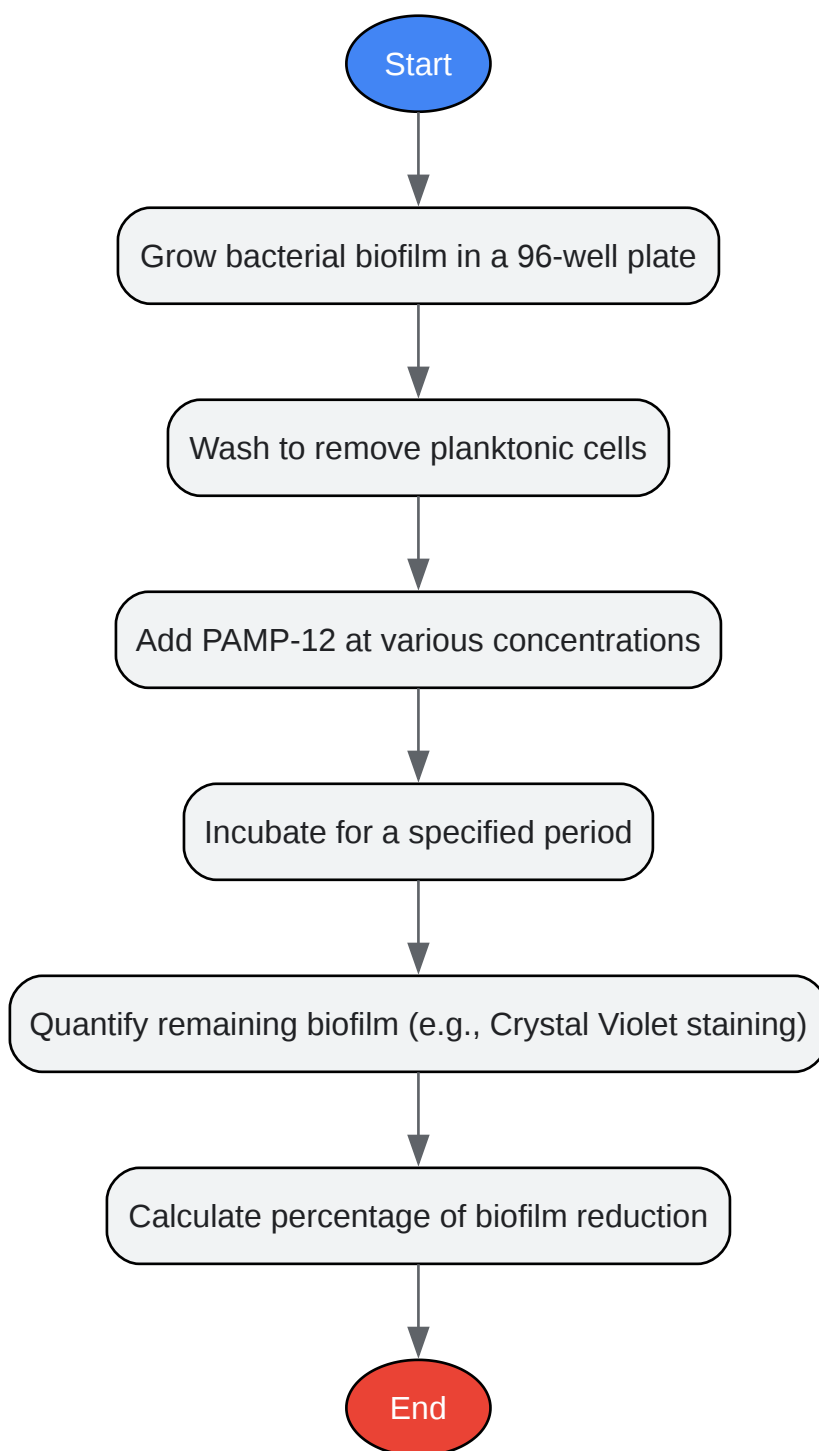 Start
Grow bacterial biofilm in a 96-well plate
Wash to remove planktonic cells
Add PAMP-12 at various concentrations
Incubate for a specified period
Quantify remaining biofilm (e.g., Crystal Violet staining)
Calculate percentage of biofilm reduction
End